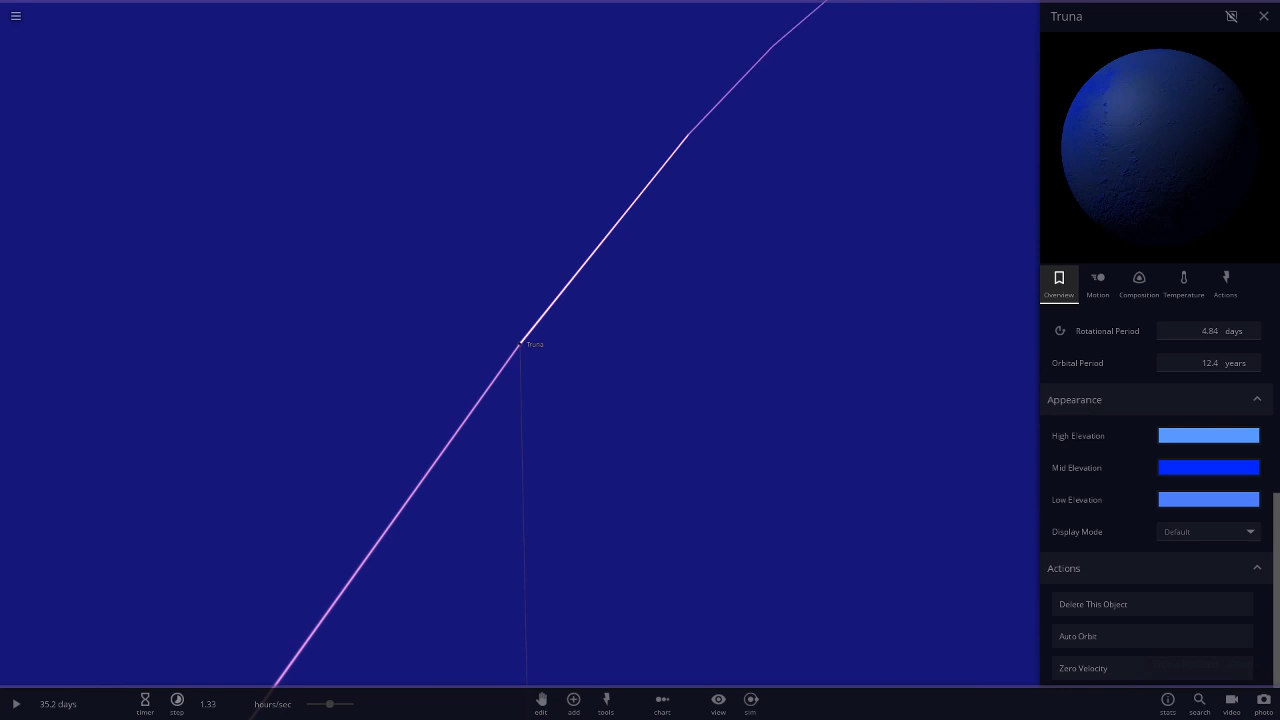 Truna
Overview Motion Composition Temperature Actions
Rotational Period 4.84 days
Orbital Period 12.4 years
Appearance
High Elevation
Mid Elevation
Low Elevation
Display Mode Default
Actions
Delete This Object
Auto Orbit
Zero Velocity
Truna
35.2 days timer step 1.33 hours/sec edit add tools chart view sim stats search video photo